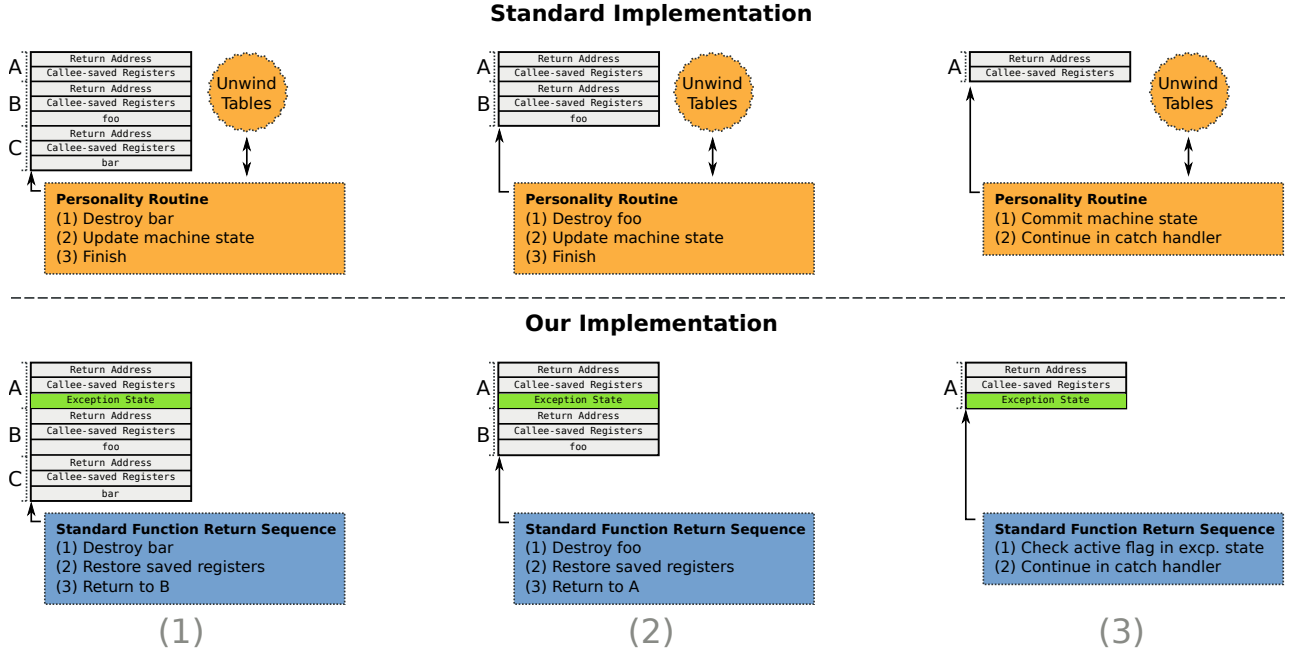 Standard Implementation
A
Return Address
Callee-saved Registers
B
Return Address
Callee-saved Registers
foo
C
Return Address
Callee-saved Registers
bar
Unwind
Tables
Personality Routine
(1) Destroy bar
(2) Update machine state
(3) Finish
A
Return Address
Callee-saved Registers
B
Return Address
Callee-saved Registers
foo
Unwind
Tables
Personality Routine
(1) Destroy foo
(2) Update machine state
(3) Finish
A
Return Address
Callee-saved Registers
Unwind
Tables
Personality Routine
(1) Commit machine state
(2) Continue in catch handler
Our Implementation
A
Return Address
Callee-saved Registers
Exception State
B
Return Address
Callee-saved Registers
foo
C
Return Address
Callee-saved Registers
bar
Standard Function Return Sequence
(1) Destroy bar
(2) Restore saved registers
(3) Return to B
(1)
A
Return Address
Callee-saved Registers
Exception State
B
Return Address
Callee-saved Registers
foo
Standard Function Return Sequence
(1) Destroy foo
(2) Restore saved registers
(3) Return to A
(2)
A
Return Address
Callee-saved Registers
Exception State
Standard Function Return Sequence
(1) Check active flag in excp. state
(2) Continue in catch handler
(3)